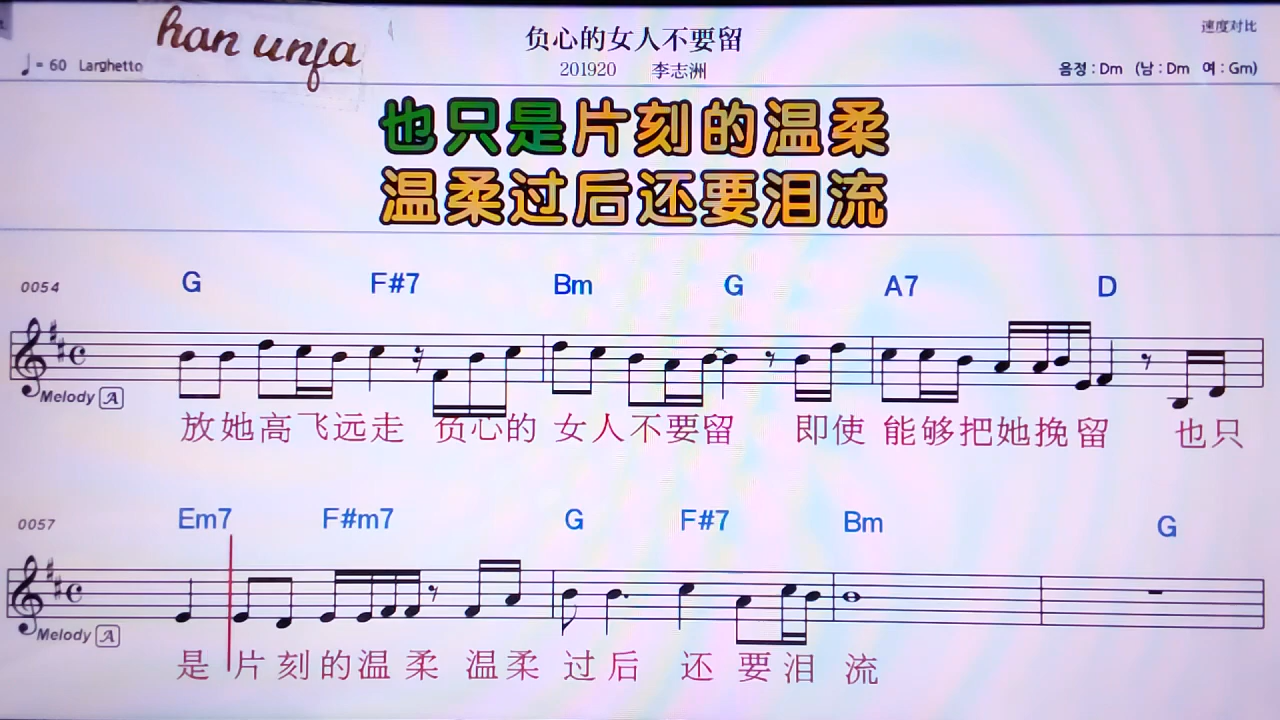 han unfa
负心的女人不要留
速度对比
♩= 60 Larghetto
201920 李志洲
음정 : Dm (남 : Dm 여 : Gm)
也只是片刻的温柔
温柔过后还要泪流
0054 G F#7 Bm G A7 D
Melody A
放她高飞远走 负心的 女人不要留 即使 能够把她挽留 也只
0057 Em7 F#m7 G F#7 Bm G
Melody A
是 片刻的温柔 温柔 过后 还要泪 流